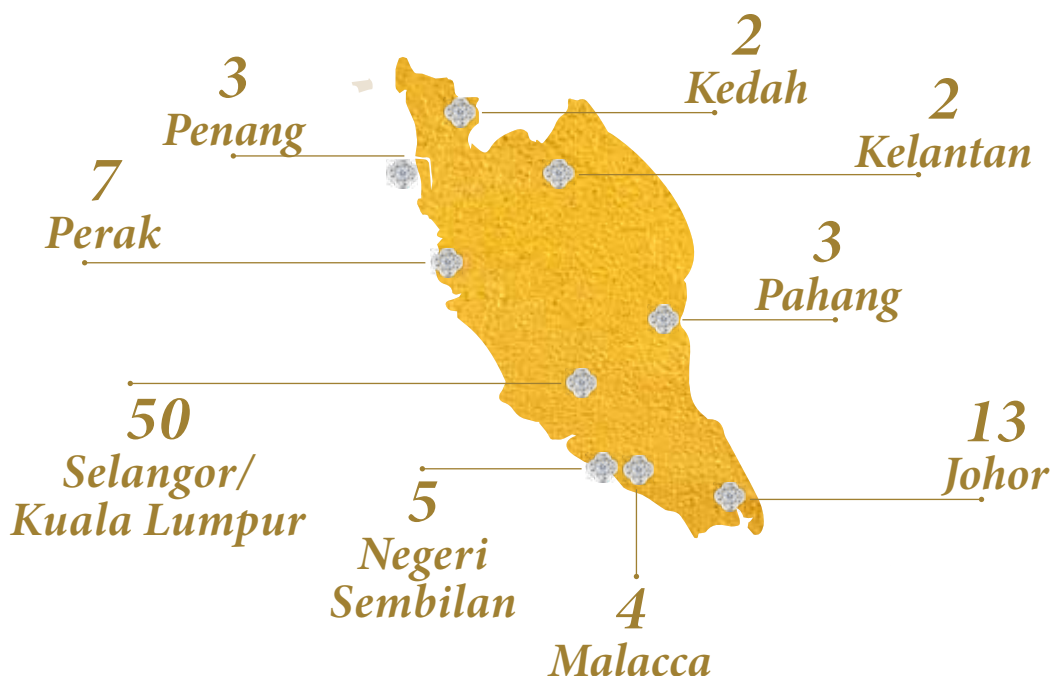 2
Kedah
3
Penang
2
Kelantan
7
Perak
3
Pahang
50
Selangor/
Kuala Lumpur
13
Johor
5
Negeri
Sembilan
4
Malacca